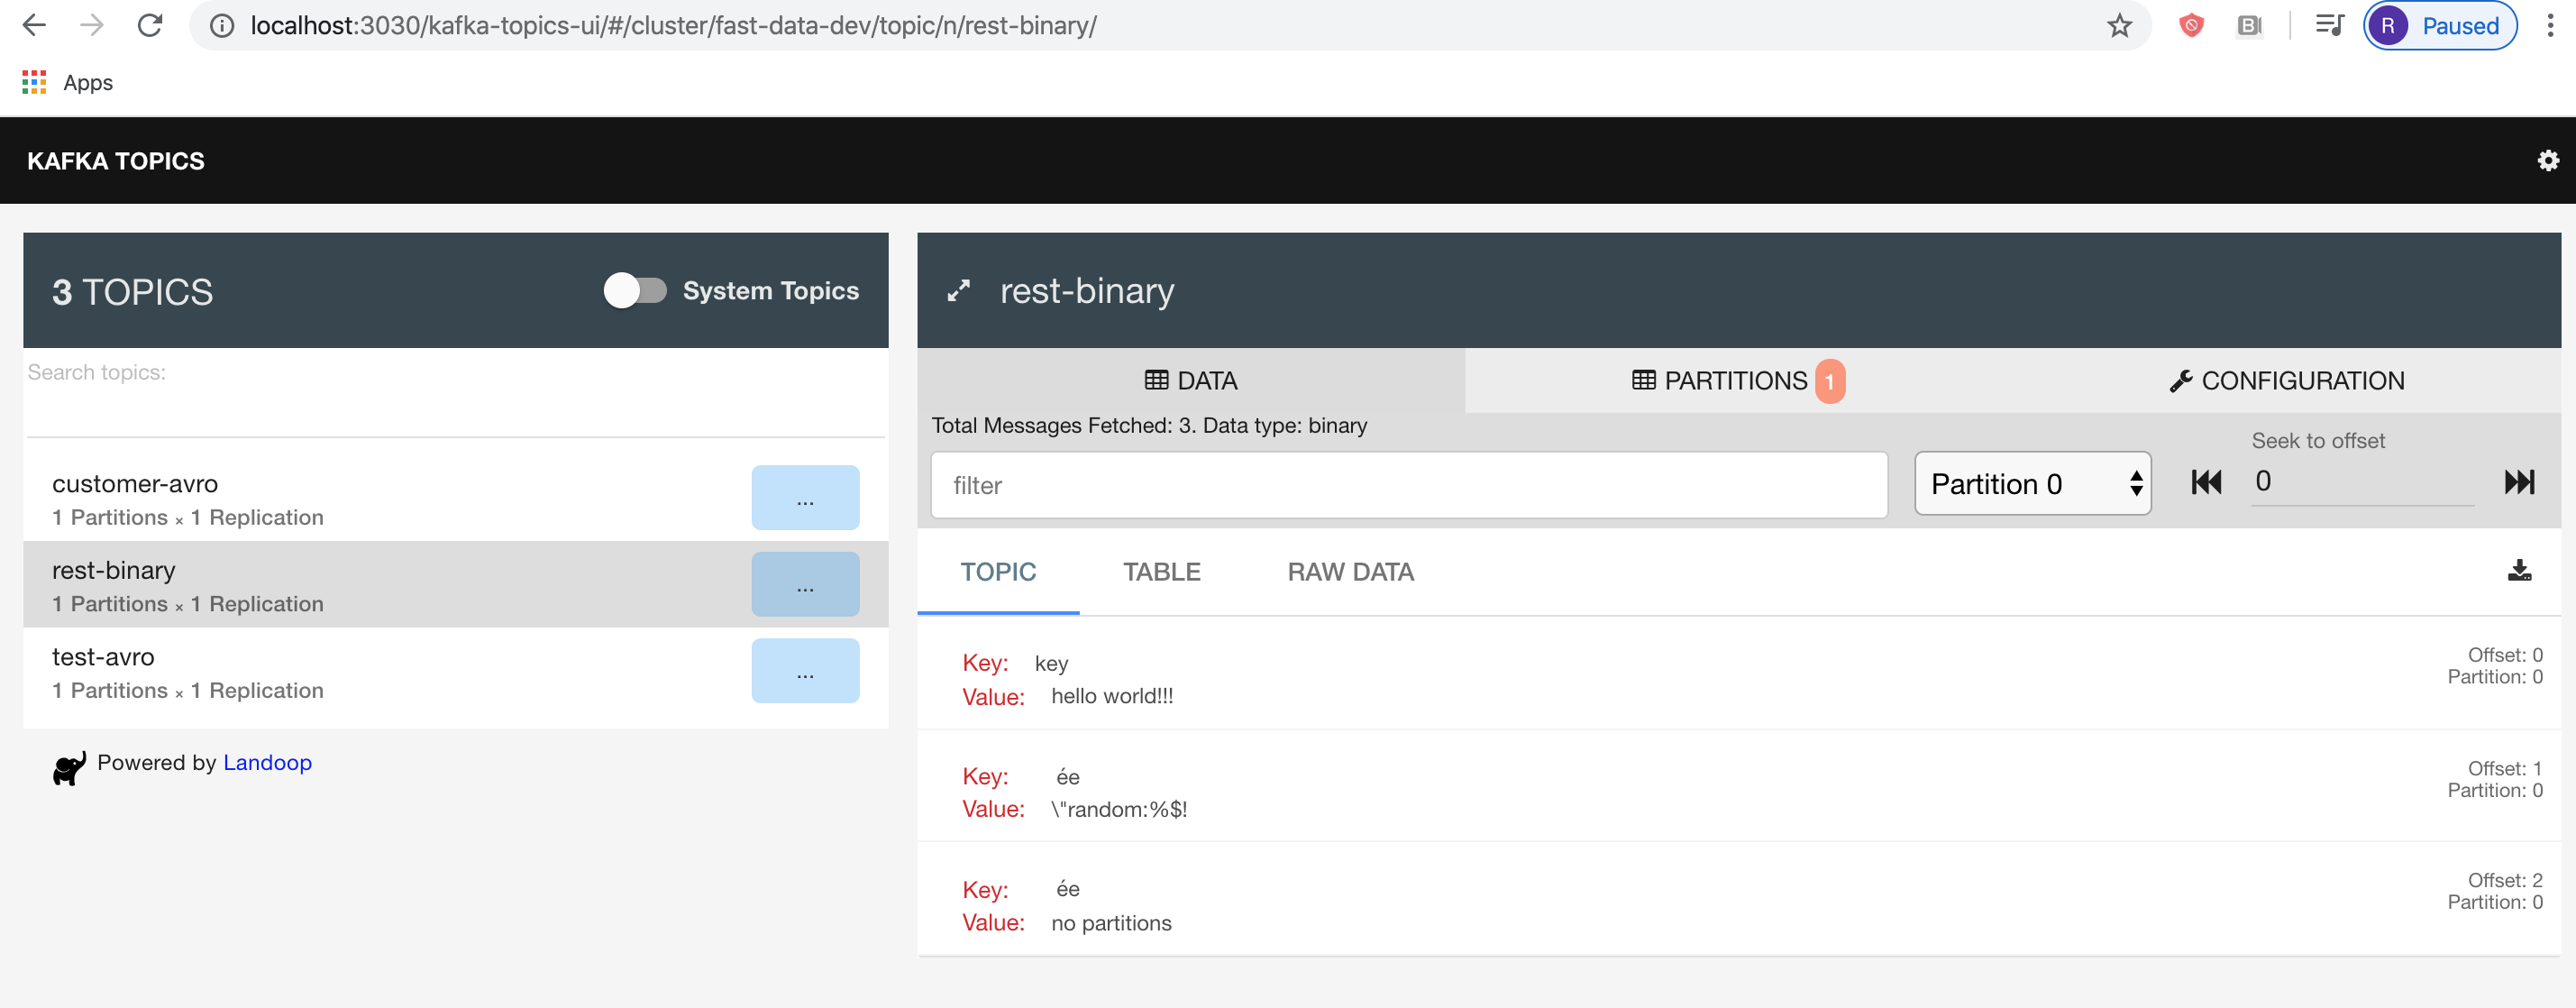 localhost:3030/kafka-topics-ui/#/cluster/fast-data-dev/topic/n/rest-binary/
B
R Paused
Apps
KAFKA TOPICS
3 TOPICS
System Topics
Search topics:
customer-avro
1 Partitions × 1 Replication
...
rest-binary
1 Partitions × 1 Replication
...
test-avro
1 Partitions × 1 Replication
...
Powered by Landoop
rest-binary
DATA
PARTITIONS 1
CONFIGURATION
Total Messages Fetched: 3. Data type: binary
filter
Partition 0
Seek to offset
0
TOPIC TABLE RAW DATA
Key: key
Value: hello world!!!
Offset: 0
Partition: 0
Key: ée
Value: \"random:%$!
Offset: 1
Partition: 0
Key: ée
Value: no partitions
Offset: 2
Partition: 0